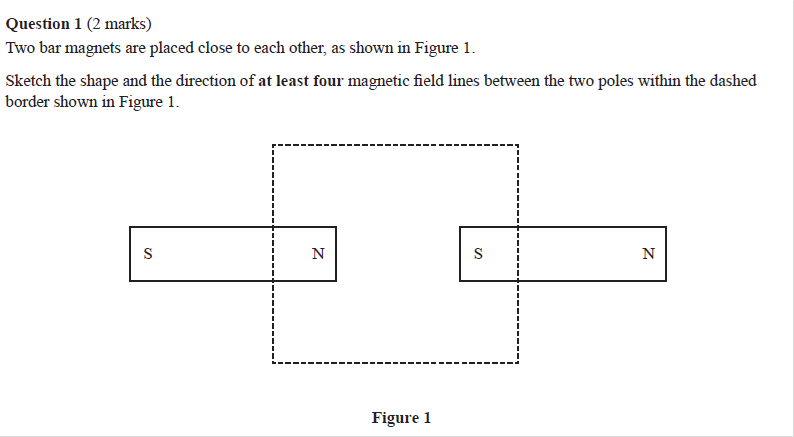 Question 1 (2 marks)
Two bar magnets are placed close to each other, as shown in Figure 1.
Sketch the shape and the direction of at least four magnetic field lines between the two poles within the dashed
border shown in Figure 1.
S N S N
Figure 1